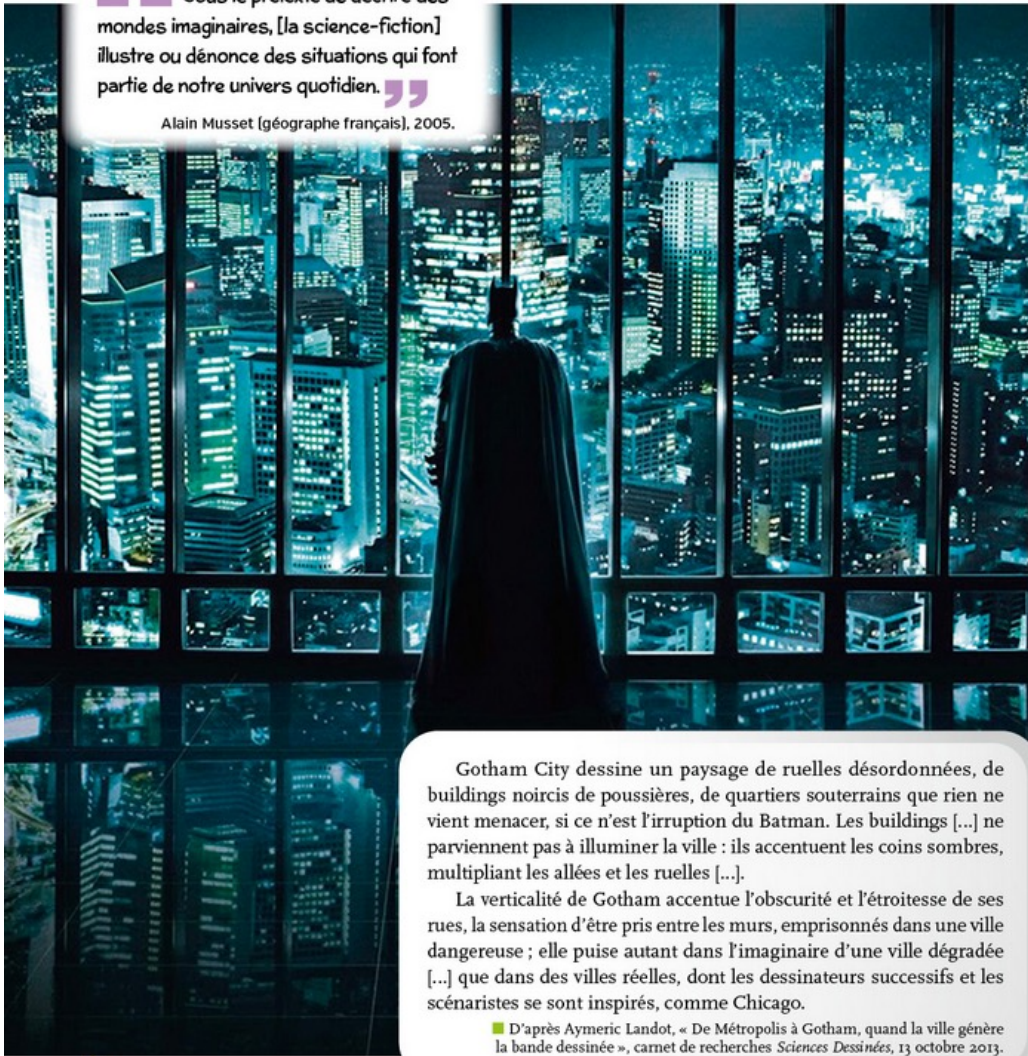 mondes imaginaires, [la science-fiction]
illustre ou dénonce des situations qui font
partie de notre univers quotidien. ”
Alain Musset (géographe français), 2005.
Gotham City dessine un paysage de ruelles désordonnées, de
buildings noircis de poussières, de quartiers souterrains que rien ne
vient menacer, si ce n’est l’irruption du Batman. Les buildings [...] ne
parviennent pas à illuminer la ville : ils accentuent les coins sombres,
multipliant les allées et les ruelles [...].
La verticalité de Gotham accentue l’obscurité et l’étroitesse de ses
rues, la sensation d’être pris entre les murs, emprisonnés dans une ville
dangereuse ; elle puise autant dans l’imaginaire d’une ville dégradée
[...] que dans des villes réelles, dont les dessinateurs successifs et les
scénaristes se sont inspirés, comme Chicago.
D’après Aymeric Landot, « De Métropolis à Gotham, quand la ville génère
la bande dessinée », carnet de recherches Sciences Dessinées, 13 octobre 2013.